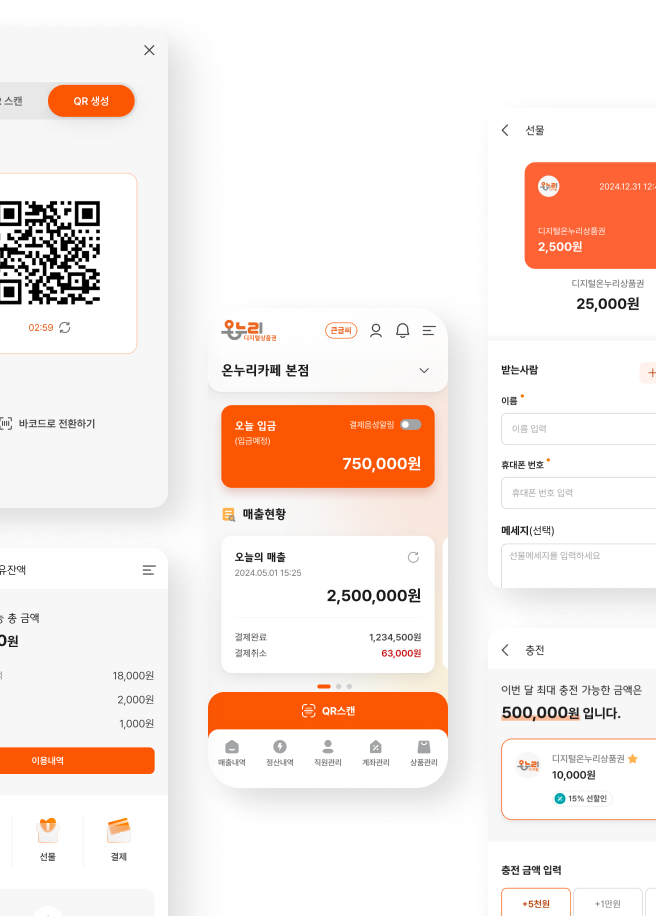 스캔
QR 생성
02:59
바코드로 전환하기
유잔액
총 금액
0원
18,000원
2,000원
1,000원
이용내역
선물
결제
온누리
디지털상품권
큰글씨
온누리카페 본점
오늘 입금
(입금예정)
결제음성알림
750,000원
매출현황
오늘의 매출
2024.05.01 15:25
2,500,000원
결제완료
1,234,500원
결제취소
63,000원
QR스캔
매출내역
정산내역
직원관리
계좌관리
상품관리
선물
온누리
2024.12.31 12:
디지털온누리상품권
2,500원
디지털온누리상품권
25,000원
받는사람
이름
이름 입력
휴대폰 번호
휴대폰 번호 입력
메세지(선택)
선물메세지를 입력하세요
충전
이번 달 최대 충전 가능한 금액은
500,000원 입니다.
온누리
디지털온누리상품권
10,000원
15% 선할인
충전 금액 입력
+5천원
+1만원